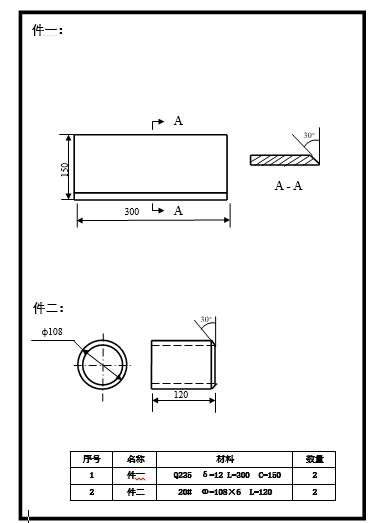 件一：
A
30°
150
A - A
300
A
件二：
30°
φ108
120
序号 名称 材料 数量
1 件一 Q235 δ=12 L=300 C=150 2
2 件二 20# Φ=108×6 L=120 2